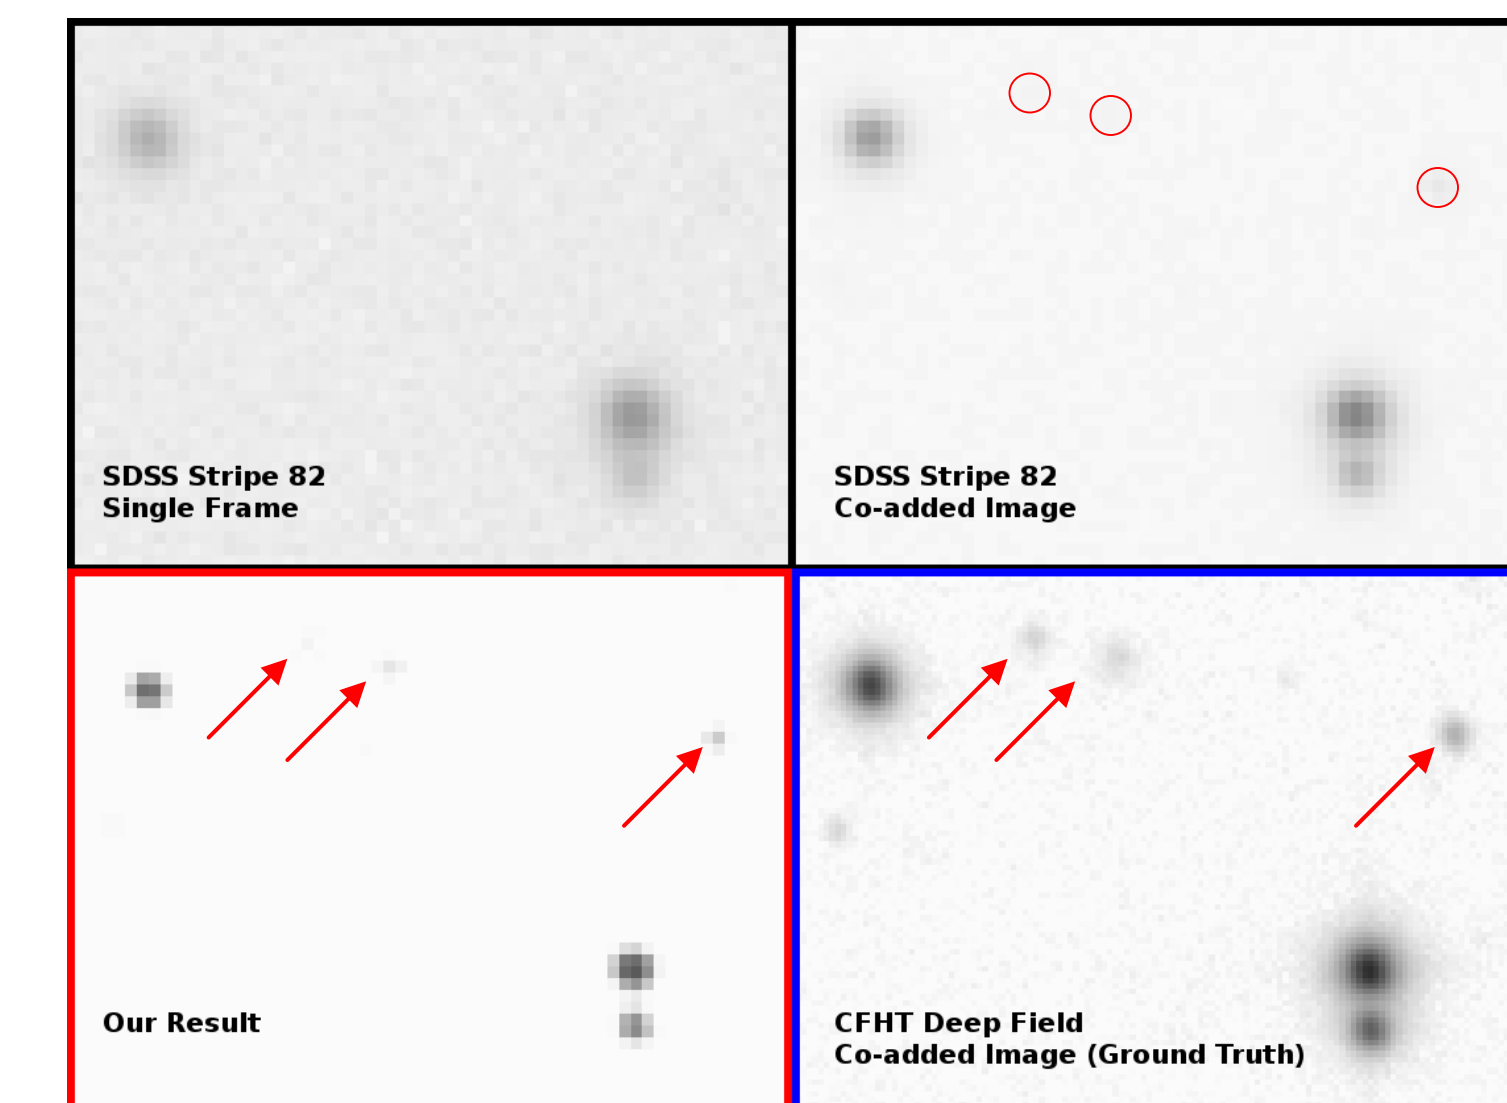 SDSS Stripe 82
Single Frame
SDSS Stripe 82
Co-added Image
Our Result
CFHT Deep Field
Co-added Image (Ground Truth)